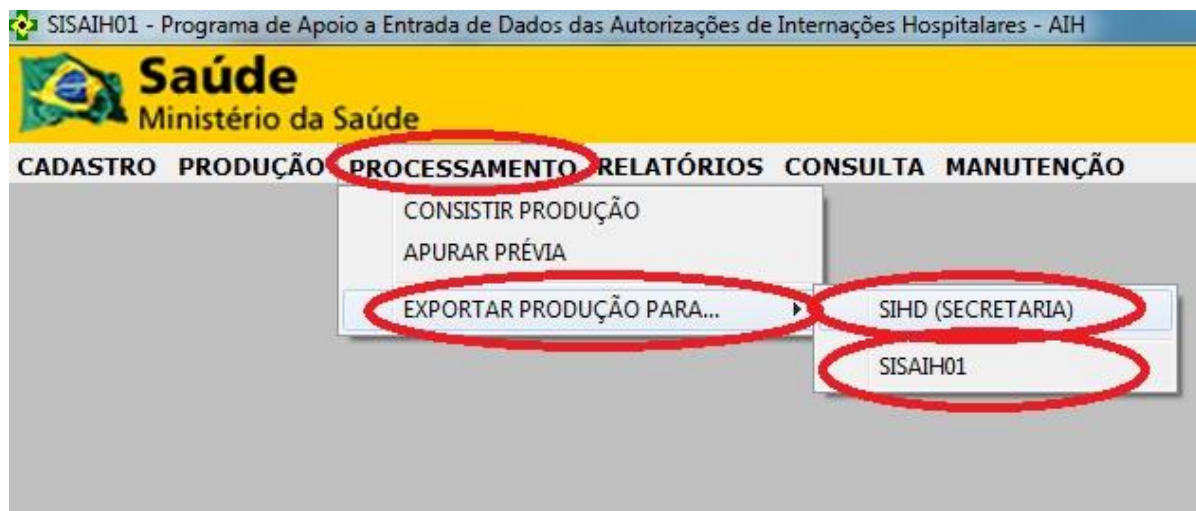 SISAIH01 - Programa de Apoio a Entrada de Dados das Autorizações de Internações Hospitalares - AIH
Saúde
Ministério da Saúde
CADASTRO PRODUÇÃO PROCESSAMENTO RELATÓRIOS CONSULTA MANUTENÇÃO
CONSISTIR PRODUÇÃO
APURAR PRÉVIA
EXPORTAR PRODUÇÃO PARA... SIHD (SECRETARIA)
SISAIH01